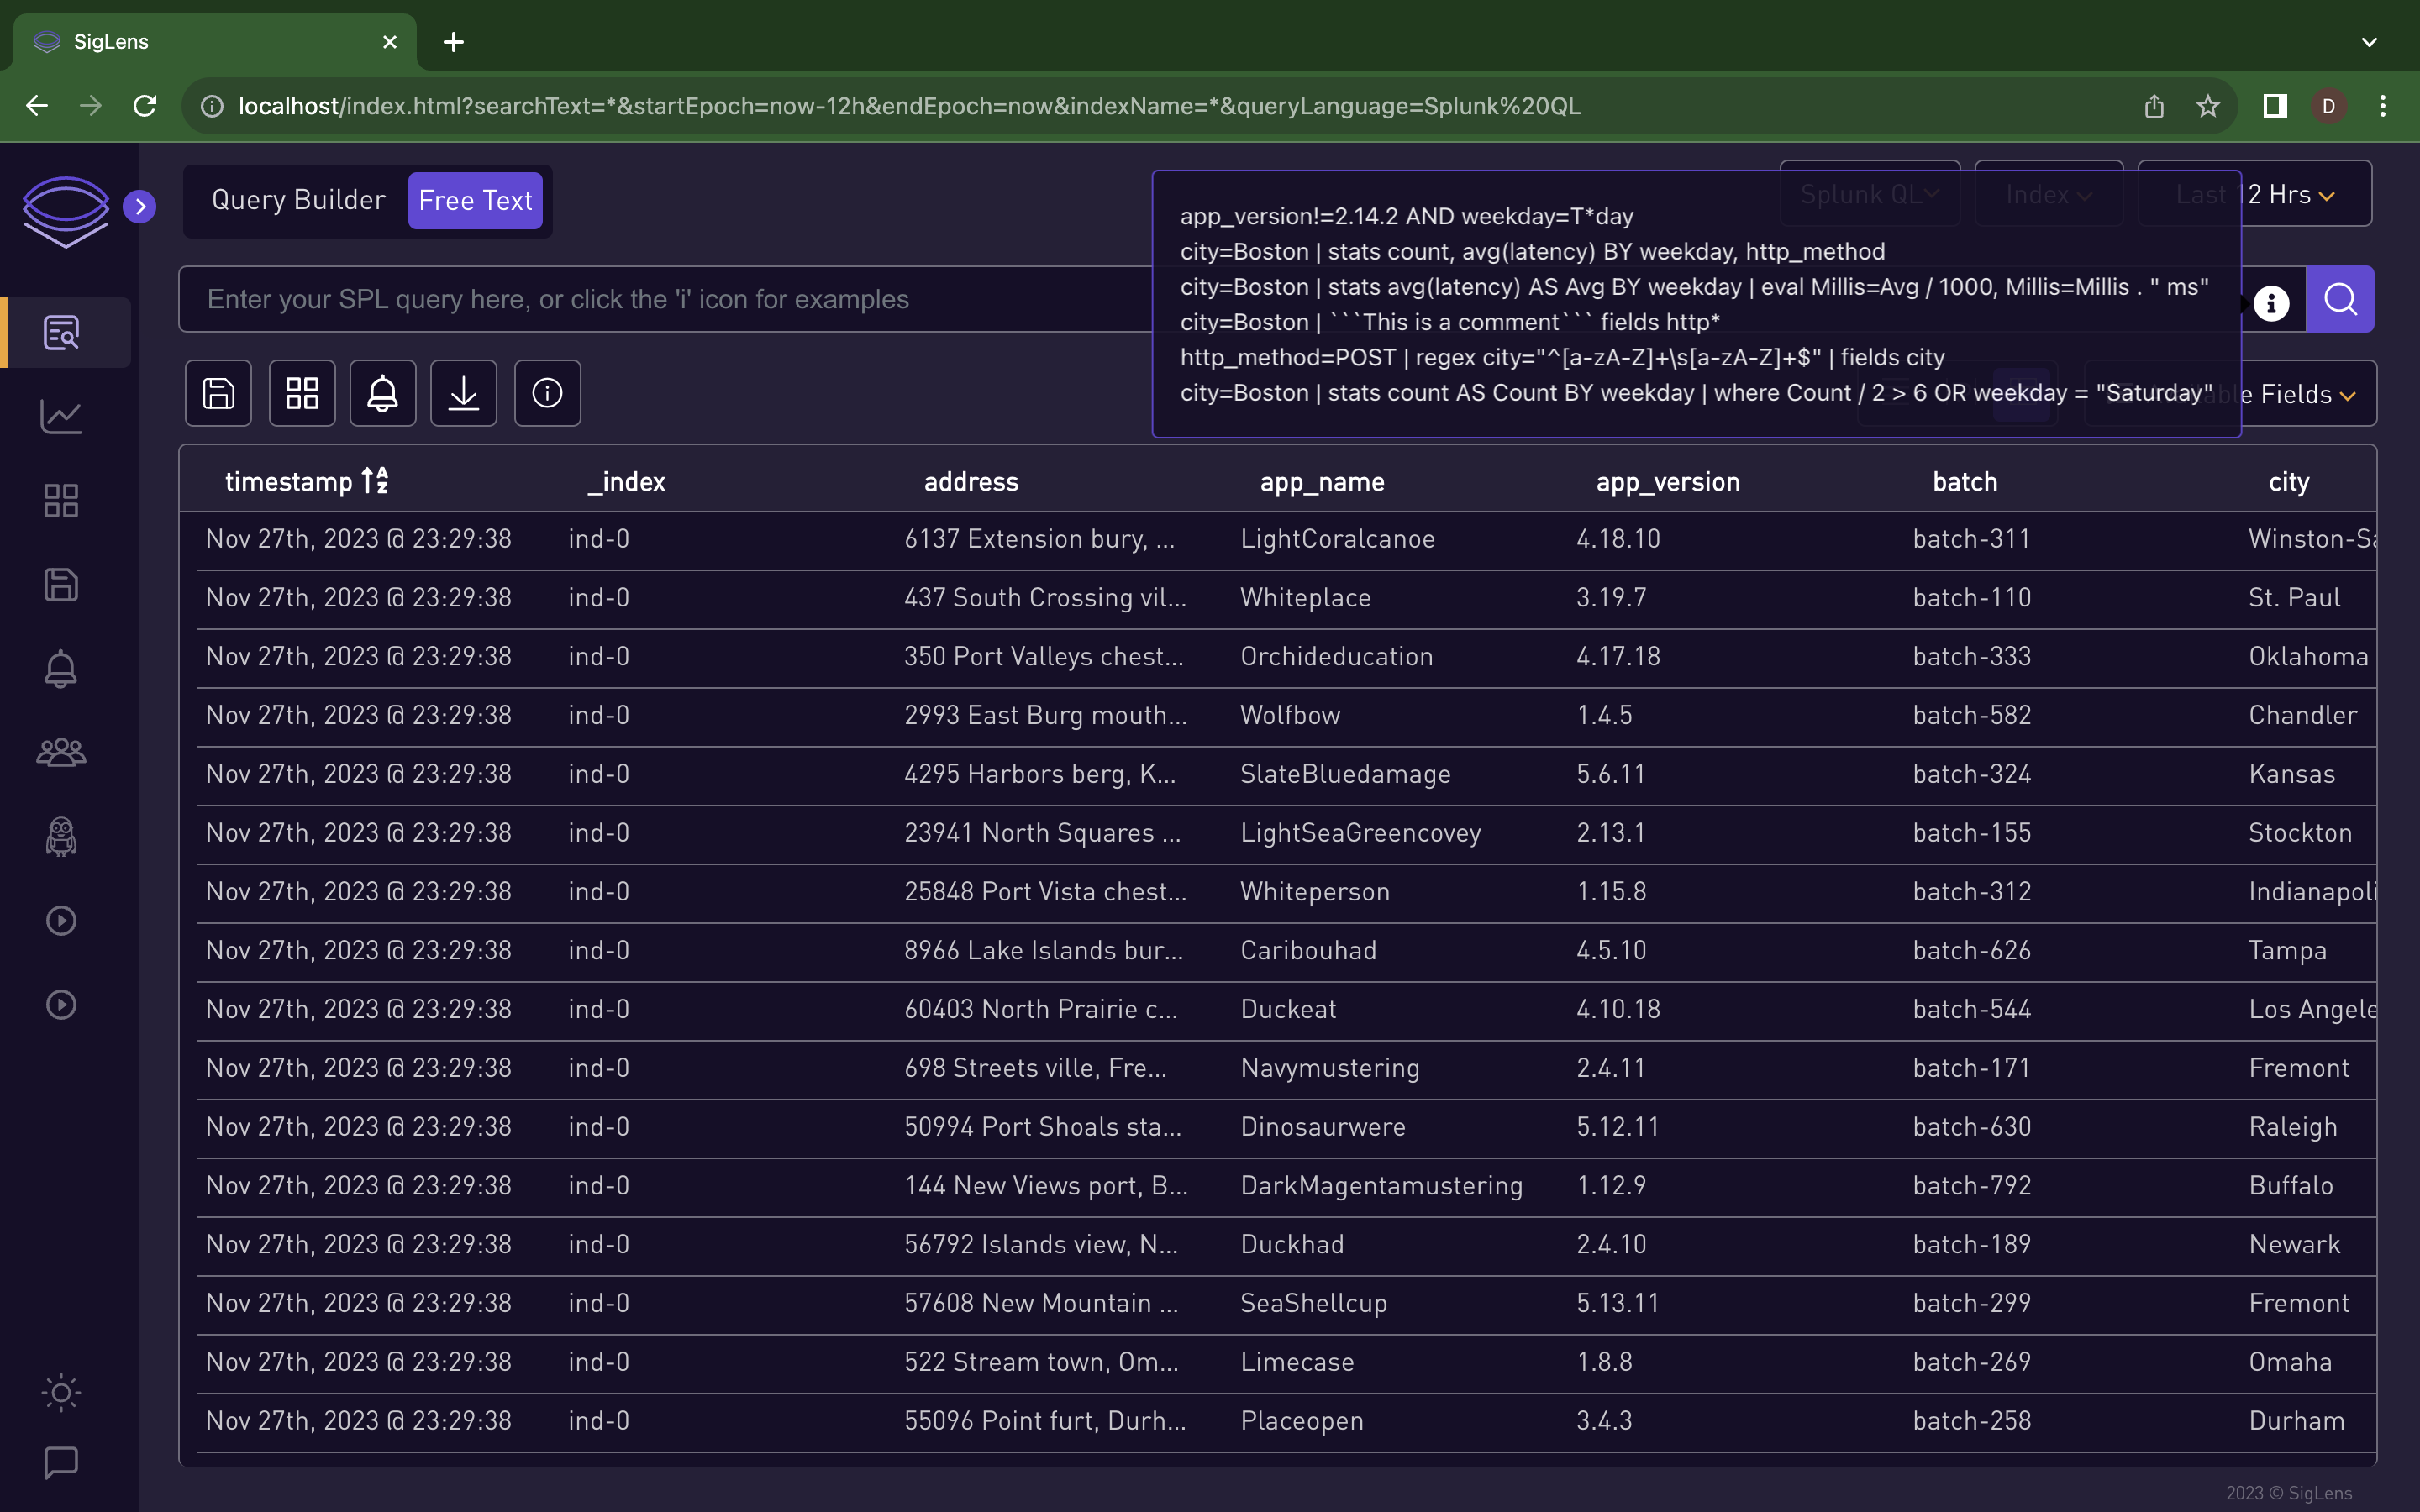 SigLens
localhost/index.html?searchText=*&startEpoch=now-12h&endEpoch=now&indexName=*&queryLanguage=Splunk%20QL
D
Query Builder Free Text
Splunk QL Index Last 12 Hrs
Enter your SPL query here, or click the 'i' icon for examples
app_version!=2.14.2 AND weekday=T*day
city=Boston | stats count, avg(latency) BY weekday, http_method
city=Boston | stats avg(latency) AS Avg BY weekday | eval Millis=Avg / 1000, Millis=Millis . " ms"
city=Boston | ```This is a comment``` fields http*
http_method=POST | regex city="^[a-zA-Z]+\s[a-zA-Z]+$" | fields city
city=Boston | stats count AS Count BY weekday | where Count / 2 > 6 OR weekday = "Saturday"
Fields
timestamp _index address app_name app_version batch city
Nov 27th, 2023 @ 23:29:38 ind-0 6137 Extension bury, ... LightCoralcanoe 4.18.10 batch-311 Winston-Sa
Nov 27th, 2023 @ 23:29:38 ind-0 437 South Crossing vil... Whiteplace 3.19.7 batch-110 St. Paul
Nov 27th, 2023 @ 23:29:38 ind-0 350 Port Valleys chest... Orchideducation 4.17.18 batch-333 Oklahoma
Nov 27th, 2023 @ 23:29:38 ind-0 2993 East Burg mouth... Wolfbow 1.4.5 batch-582 Chandler
Nov 27th, 2023 @ 23:29:38 ind-0 4295 Harbors berg, K... SlateBluedamage 5.6.11 batch-324 Kansas
Nov 27th, 2023 @ 23:29:38 ind-0 23941 North Squares ... LightSeaGreencovey 2.13.1 batch-155 Stockton
Nov 27th, 2023 @ 23:29:38 ind-0 25848 Port Vista chest... Whiteperson 1.15.8 batch-312 Indianapoli
Nov 27th, 2023 @ 23:29:38 ind-0 8966 Lake Islands bur... Caribouhad 4.5.10 batch-626 Tampa
Nov 27th, 2023 @ 23:29:38 ind-0 60403 North Prairie c... Duckeat 4.10.18 batch-544 Los Angele
Nov 27th, 2023 @ 23:29:38 ind-0 698 Streets ville, Fre... Navymustering 2.4.11 batch-171 Fremont
Nov 27th, 2023 @ 23:29:38 ind-0 50994 Port Shoals sta... Dinosaurwere 5.12.11 batch-630 Raleigh
Nov 27th, 2023 @ 23:29:38 ind-0 144 New Views port, B... DarkMagentamustering 1.12.9 batch-792 Buffalo
Nov 27th, 2023 @ 23:29:38 ind-0 56792 Islands view, N... Duckhad 2.4.10 batch-189 Newark
Nov 27th, 2023 @ 23:29:38 ind-0 57608 New Mountain ... SeaShellcup 5.13.11 batch-299 Fremont
Nov 27th, 2023 @ 23:29:38 ind-0 522 Stream town, Om... Limecase 1.8.8 batch-269 Omaha
Nov 27th, 2023 @ 23:29:38 ind-0 55096 Point furt, Durh... Placeopen 3.4.3 batch-258 Durham
2023 © SigLens